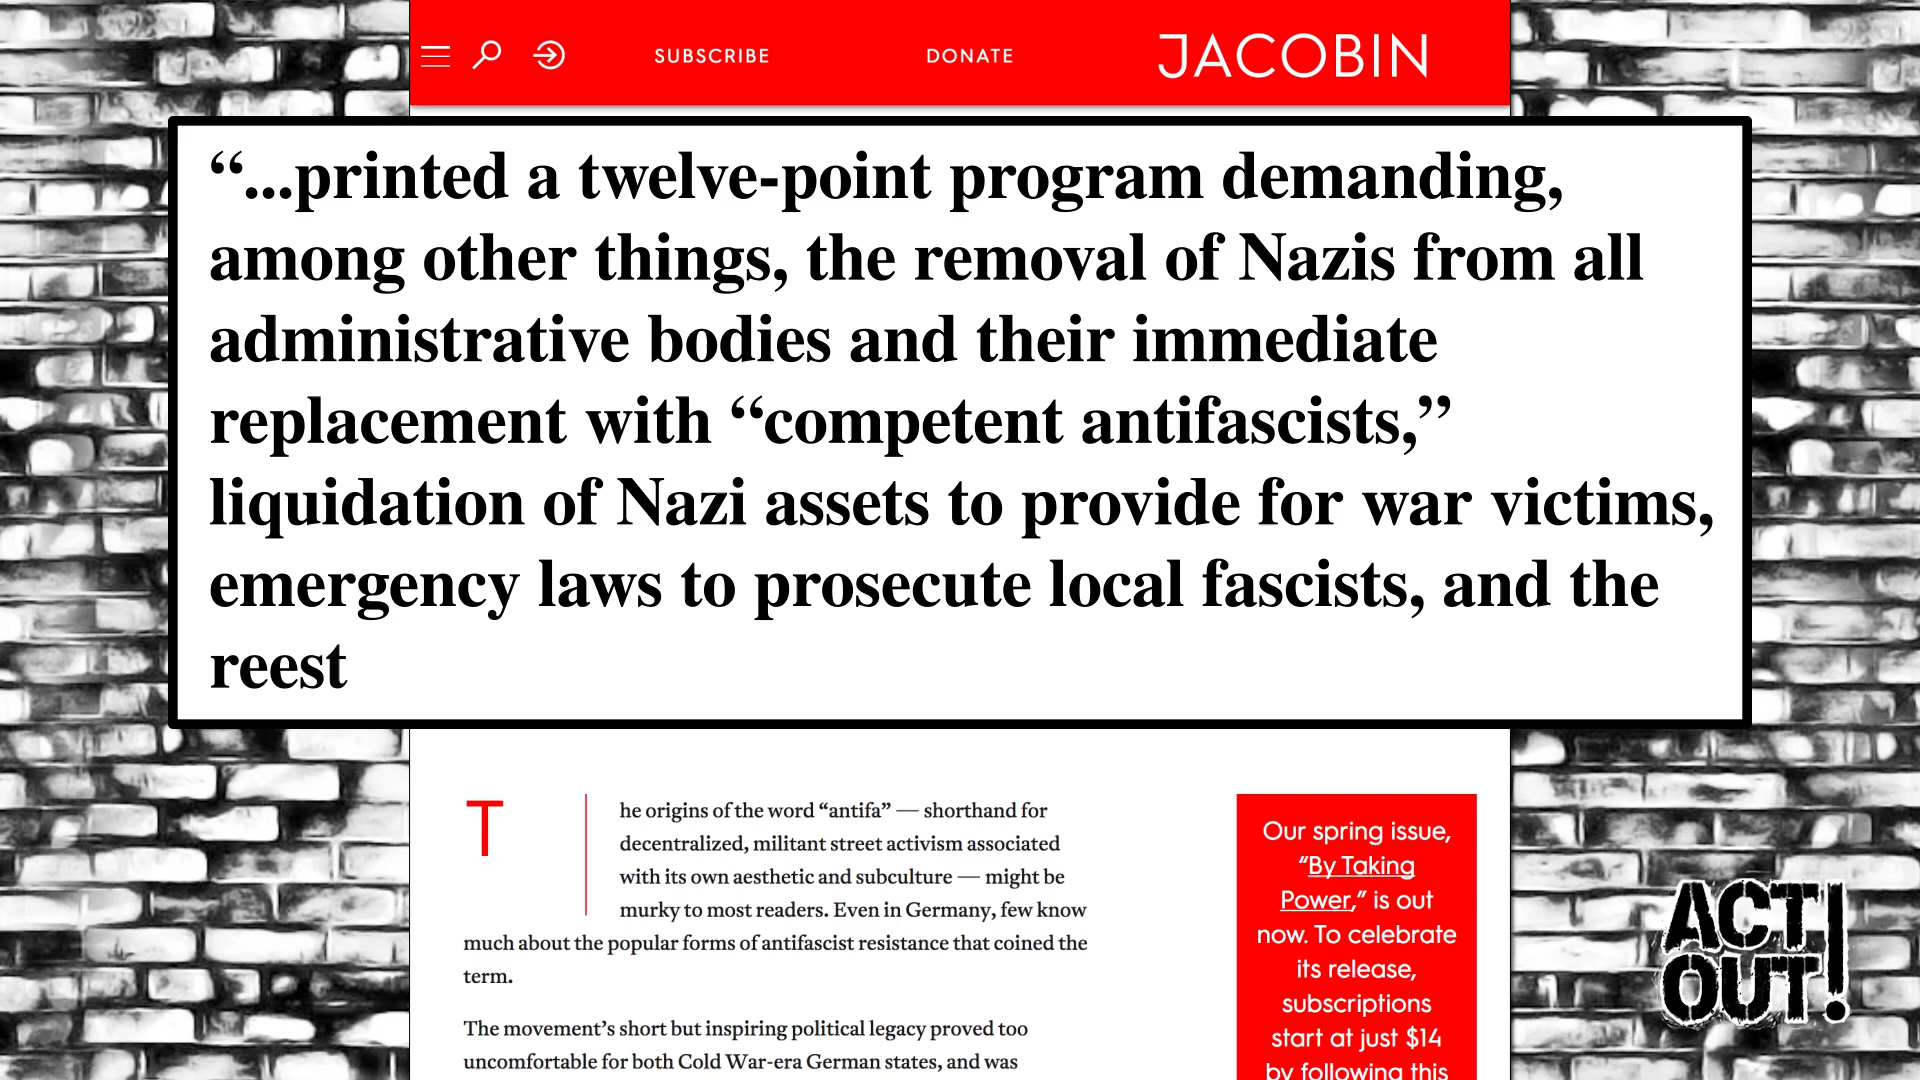 SUBSCRIBE
DONATE
JACOBIN
“...printed a twelve-point program demanding,
among other things, the removal of Nazis from all
administrative bodies and their immediate
replacement with “competent antifascists,”
liquidation of Nazi assets to provide for war victims,
emergency laws to prosecute local fascists, and the
reest
The origins of the word “antifa” — shorthand for
decentralized, militant street activism associated
with its own aesthetic and subculture — might be
murky to most readers. Even in Germany, few know
much about the popular forms of antifascist resistance that coined the
term.
The movement’s short but inspiring political legacy proved too
uncomfortable for both Cold War-era German states, and was
Our spring issue,
“By Taking
Power,” is out
now. To celebrate
its release,
subscriptions
start at just $14
by following this
ACT
OUT!